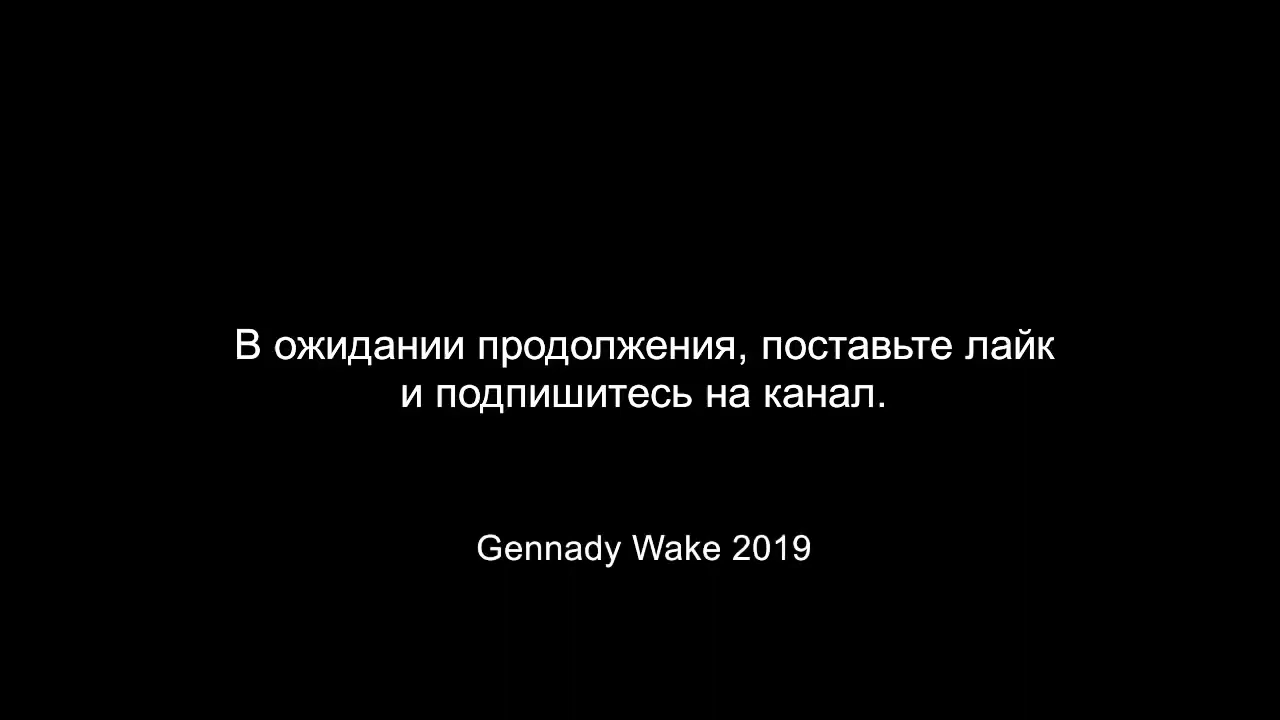 В ожидании продолжения, поставьте лайк
и подпишитесь на канал.
Gennady Wake 2019